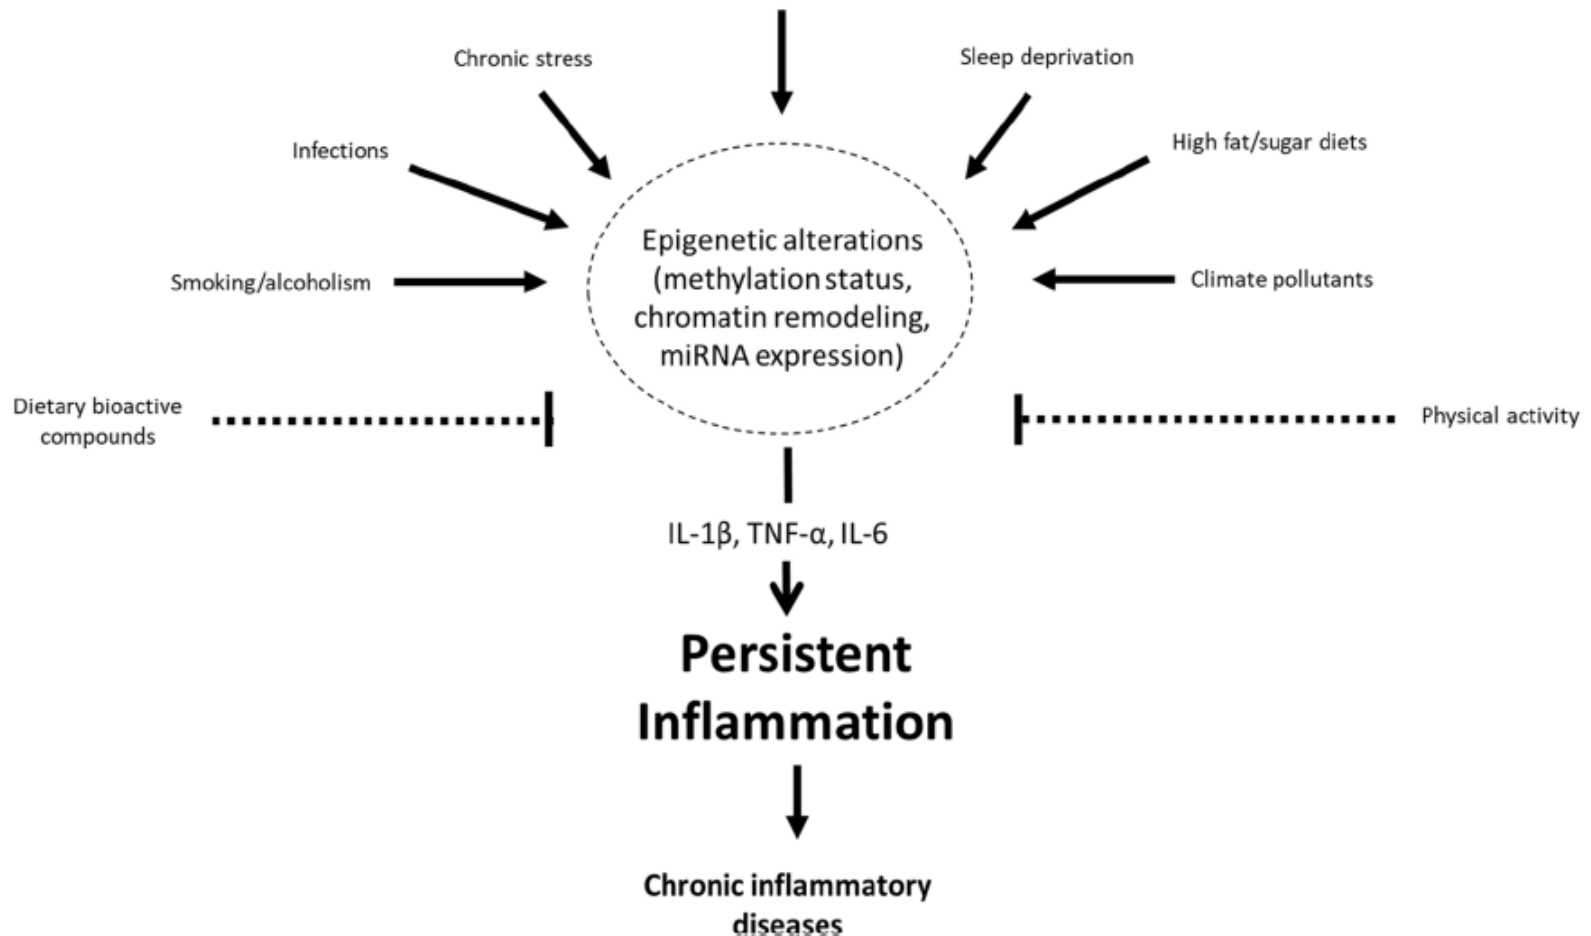 Chronic stress
Sleep deprivation
Infections
High fat/sugar diets
Epigenetic alterations
(methylation status,
chromatin remodeling,
miRNA expression)
Smoking/alcoholism
Climate pollutants
Dietary bioactive
compounds
Physical activity
IL-1β, TNF-α, IL-6
Persistent
Inflammation
Chronic inflammatory
diseases